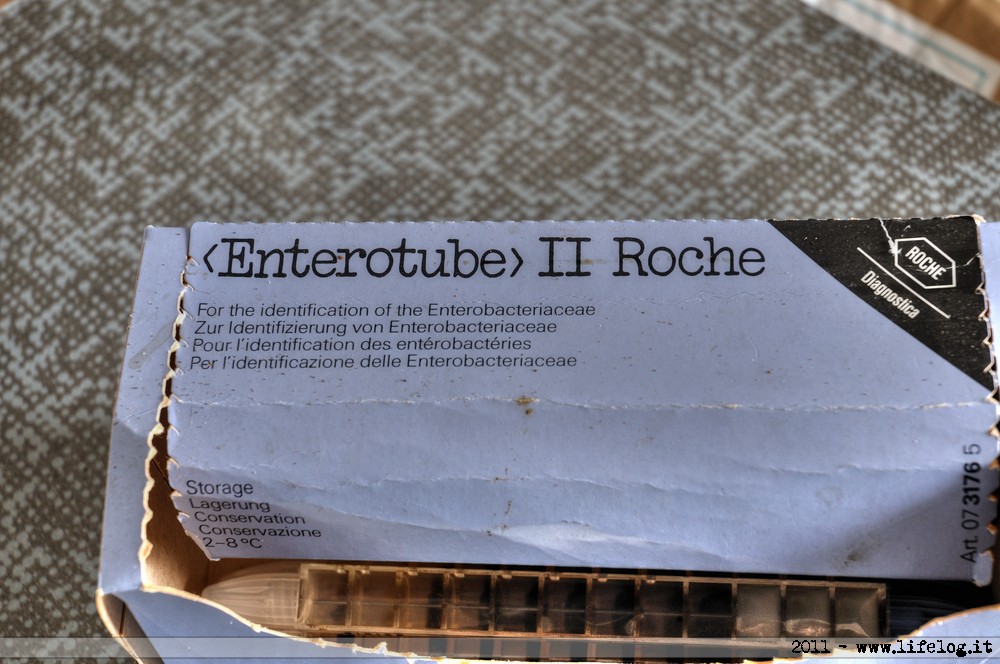 ‹Enterotube› II Roche
ROCHE
Diagnostica
For the identification of the Enterobacteriaceae
Zur Identifizierung von Enterobacteriaceae
Pour l'identification des entérobactéries
Per l'identificazione delle Enterobacteriaceae
Storage
Lagerung
Conservation
Conservazione
2–8 °C
Art. 07 3176 5
2011 - www.lifelog.it